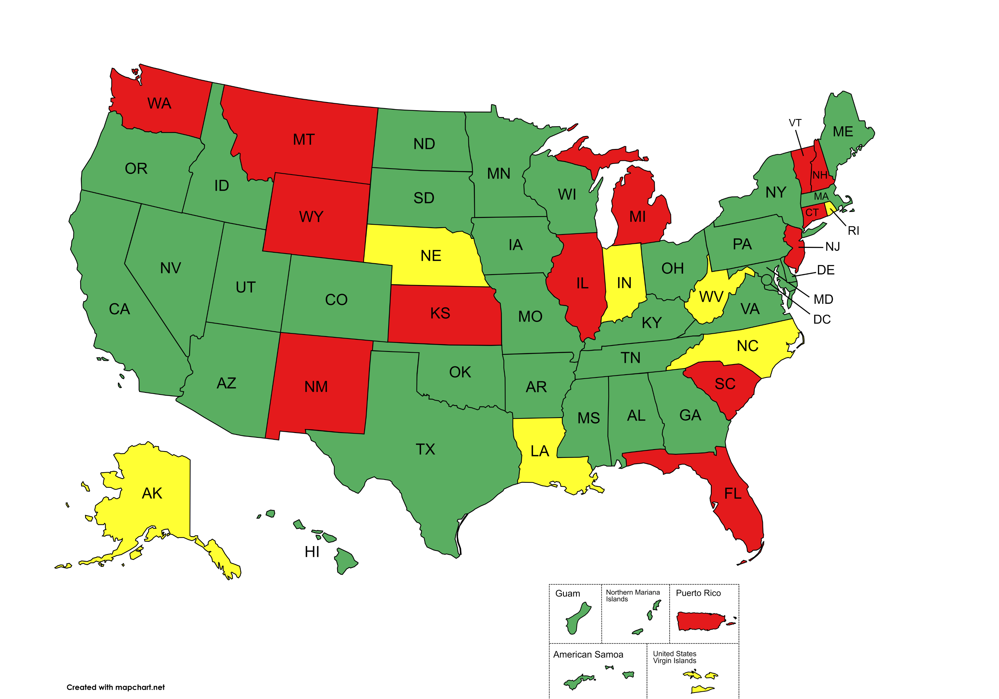 WA
MT
ME
VT
ND
OR
MN
ID
NH
NY
WI
MA
SD
WY
CT
MI
RI
PA
IA
NJ
NE
NV
OH
DE
IL
IN
UT
WV
CO
MD
CA
VA
KS
MO
DC
KY
NC
TN
OK
AZ
SC
NM
AR
GA
AL
MS
TX
LA
AK
FL
HI
Guam
Northern Mariana
Islands
Puerto Rico
American Samoa
United States
Virgin Islands
Created with mapchart.net